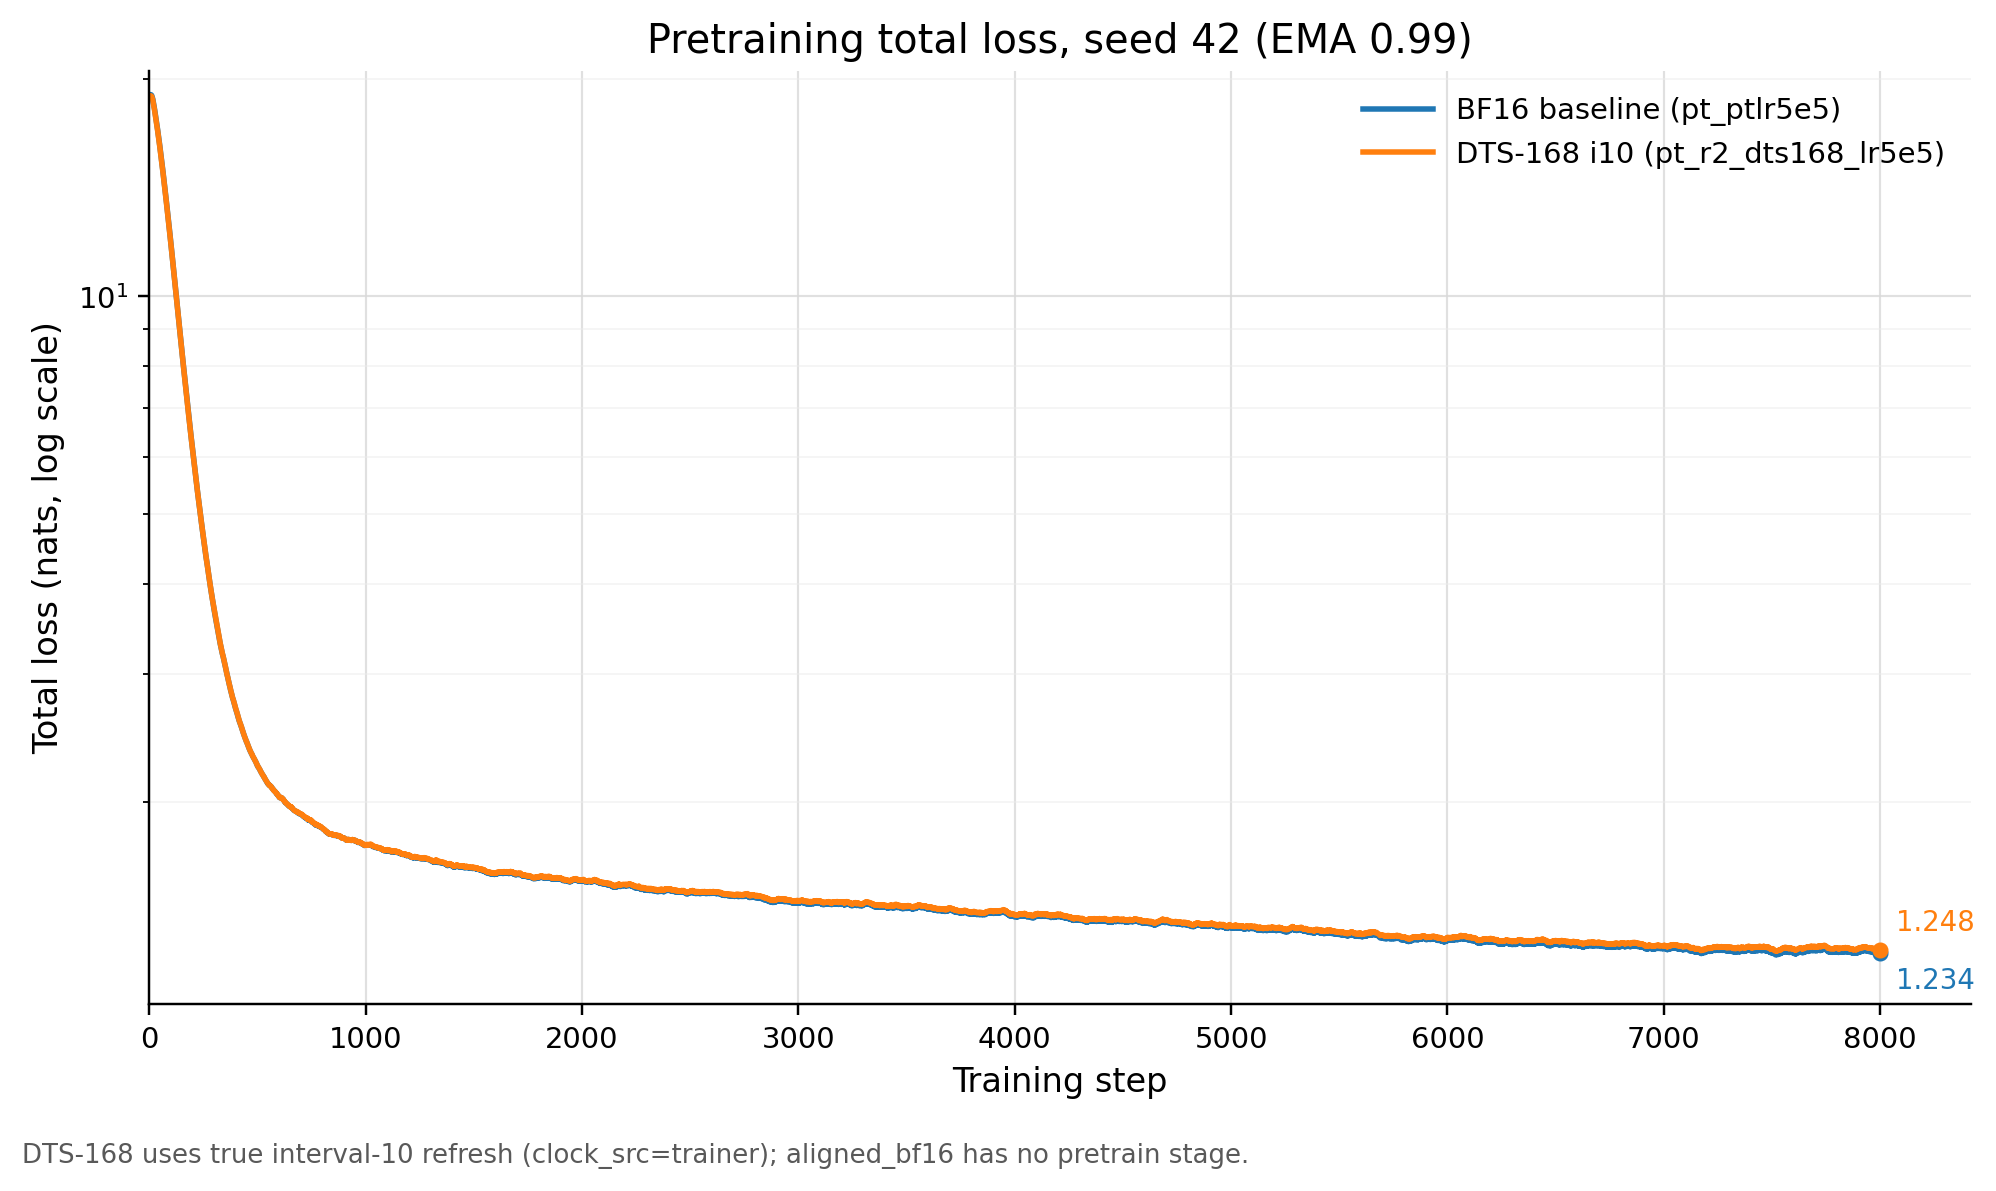 Pretraining total loss, seed 42 (EMA 0.99)
BF16 baseline (pt_ptlr5e5)
DTS-168 i10 (pt_r2_dts168_lr5e5)
10¹
Total loss (nats, log scale)
1.248
1.234
0 1000 2000 3000 4000 5000 6000 7000 8000
Training step
DTS-168 uses true interval-10 refresh (clock_src=trainer); aligned_bf16 has no pretrain stage.